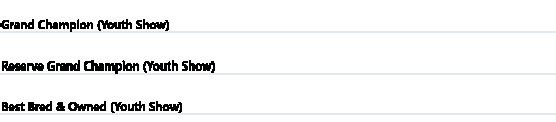 Grand Champion (Youth Show)
Reserve Grand Champion (Youth Show)
Best Bred & Owned (Youth Show)